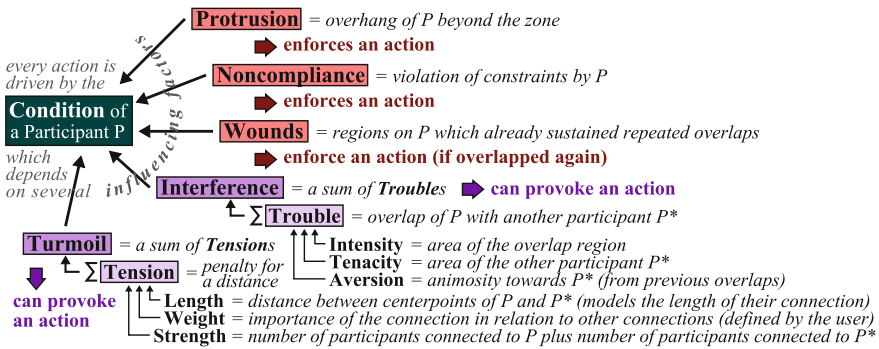 Protrusion = overhang of P beyond the zone
enforces an action
every action is
driven by the
Condition of
a Participant P
which
depends
on several
influencing factors
Noncompliance = violation of constraints by P
enforces an action
Wounds = regions on P which already sustained repeated overlaps
enforce an action (if overlapped again)
Interference = a sum of Troubles can provoke an action
∑ Trouble = overlap of P with another participant P*
Intensity = area of the overlap region
Tenacity = area of the other participant P*
Aversion = animosity towards P* (from previous overlaps)
Turmoil = a sum of Tensions
∑ Tension = penalty for
a distance
can provoke
an action
Length = distance between centerpoints of P and P* (models the length of their connection)
Weight = importance of the connection in relation to other connections (defined by the user)
Strength = number of participants connected to P plus number of participants connected to P*